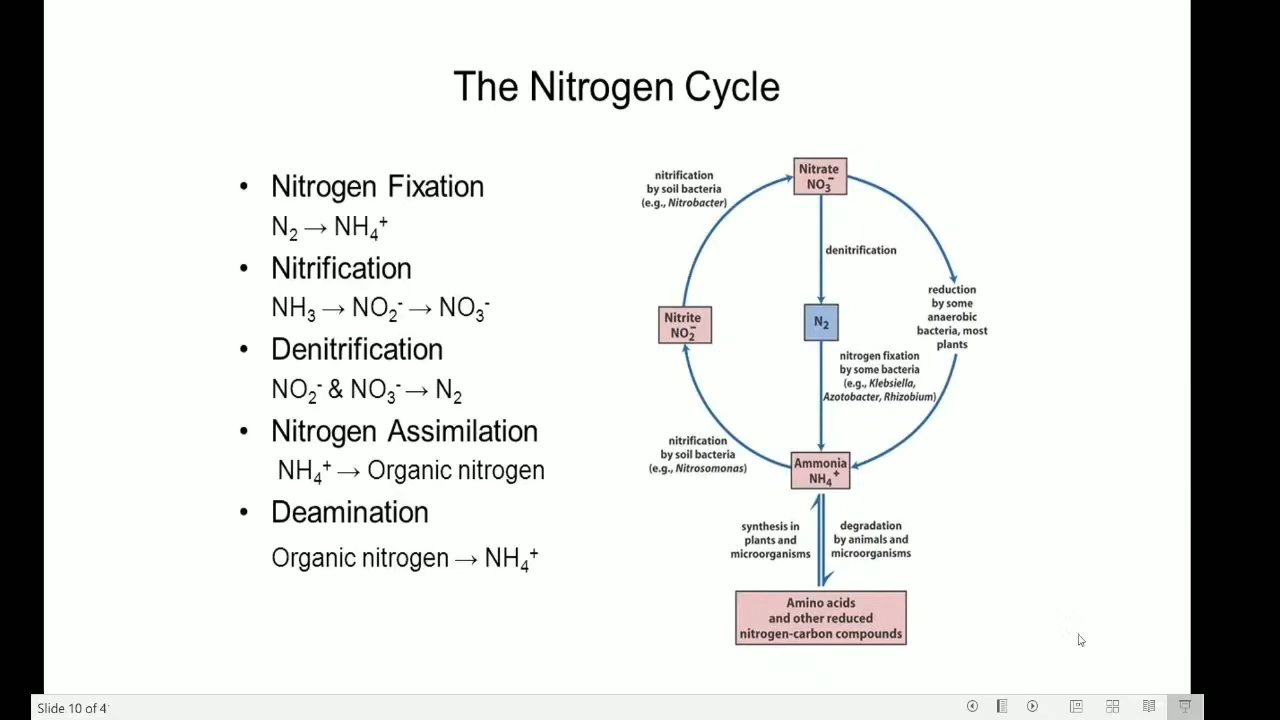 The Nitrogen Cycle
• Nitrogen Fixation
N₂ → NH₄⁺
• Nitrification
NH₃ → NO₂⁻ → NO₃⁻
• Denitrification
NO₂⁻ & NO₃⁻ → N₂
• Nitrogen Assimilation
NH₄⁺ → Organic nitrogen
• Deamination
Organic nitrogen → NH₄⁺
nitrification
by soil bacteria
(e.g., Nitrobacter)
Nitrate
NO₃⁻
denitrification
reduction
by some
anaerobic
bacteria, most
plants
Nitrite
NO₂⁻
N₂
nitrogen fixation
by some bacteria
(e.g., Klebsiella,
Azotobacter, Rhizobium)
nitrification
by soil bacteria
(e.g., Nitrosomonas)
Ammonia
NH₄⁺
synthesis in
plants and
microorganisms
degradation
by animals and
microorganisms
Amino acids
and other reduced
nitrogen-carbon compounds
Slide 10 of 4